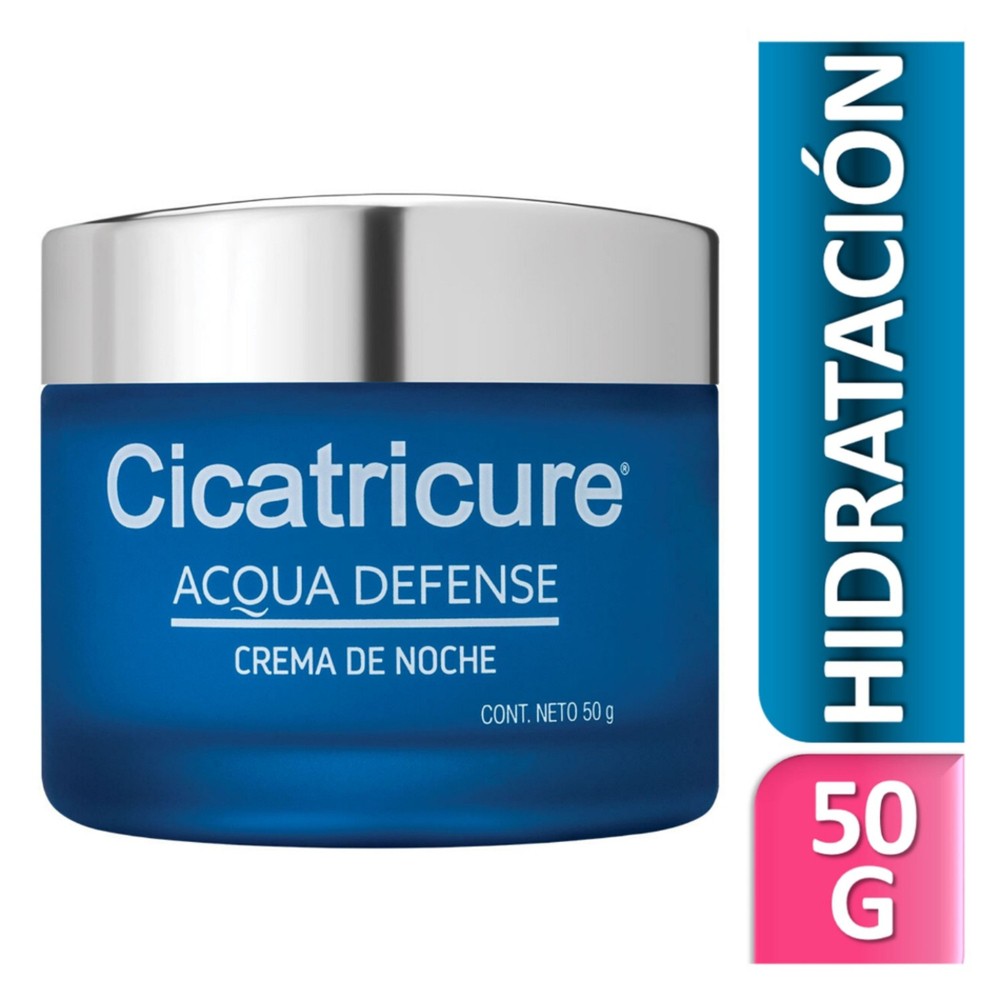 Cicatricure®
ACQUA DEFENSE
CREMA DE NOCHE
CONT. NETO 50 g
HIDRATACIÓN
50
G